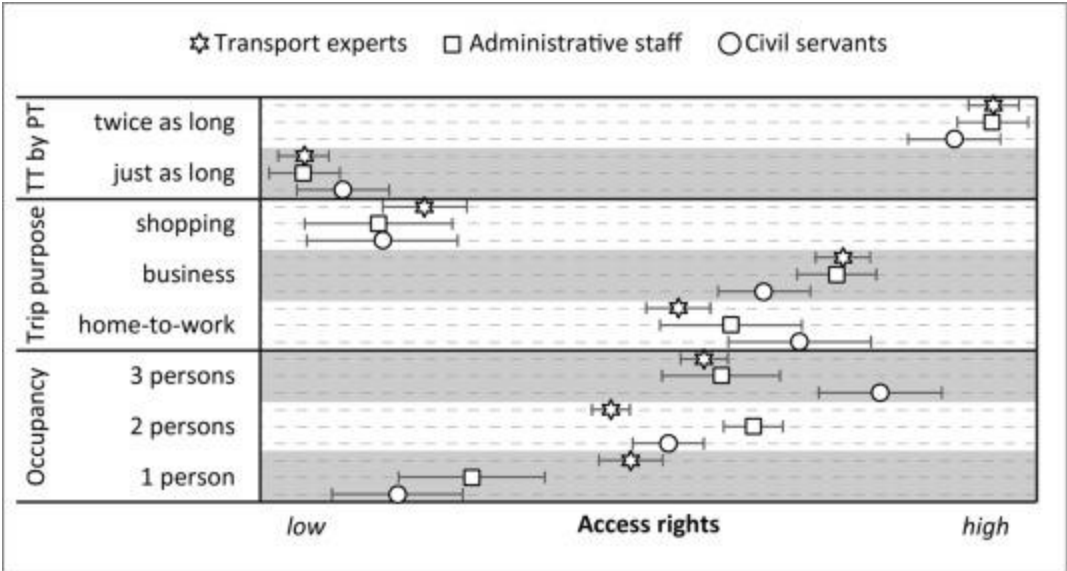 Transport experts Administrative staff Civil servants
TT by PT
twice as long
just as long
Trip purpose
shopping
business
home-to-work
Occupancy
3 persons
2 persons
1 person
low Access rights high